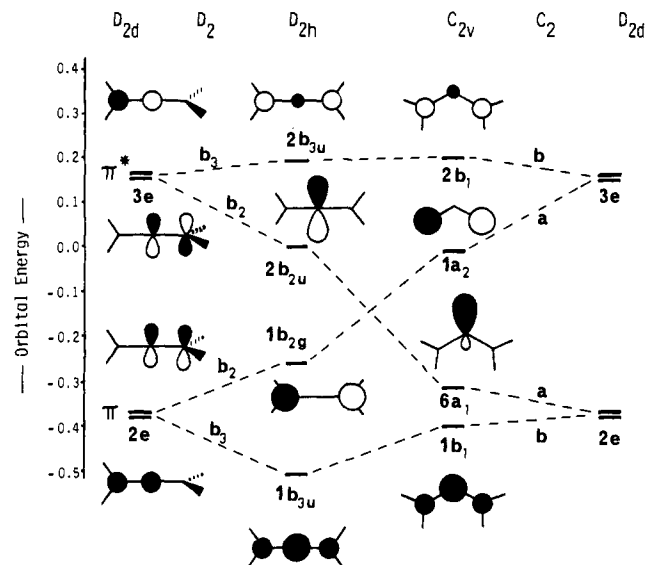 D2d D2 D2h C2v C2 D2d
0.4
0.3
0.2
0.0
-0.1
-0.2
-0.3
-0.4
-0.5
— Orbital Energy —
π*
3e
b3
b2
2b3u
2b2u
2b1
b
3e
a
1a2
1b2g
b2
π
2e
b3
1b3u
6a1
a
1b1
b
2e